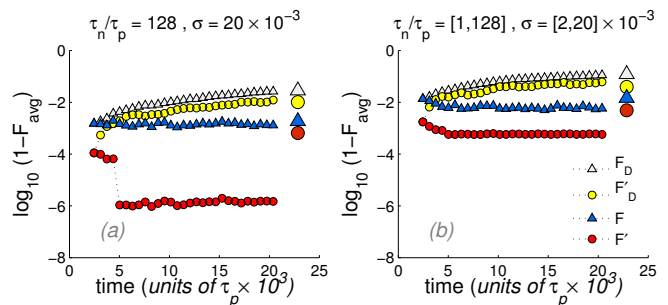 τn/τp = 128 , σ = 20 × 10⁻³
τn/τp = [1,128] , σ = [2,20] × 10⁻³
log10 (1−Favg)
0
−2
−4
−6
−8
(a)
0 5 10 15 20 25
time (units of τp × 10³)
log10 (1−Favg)
0
−2
−4
−6
−8
(b)
FD
F′D
F
F′
0 5 10 15 20 25
time (units of τp × 10³)